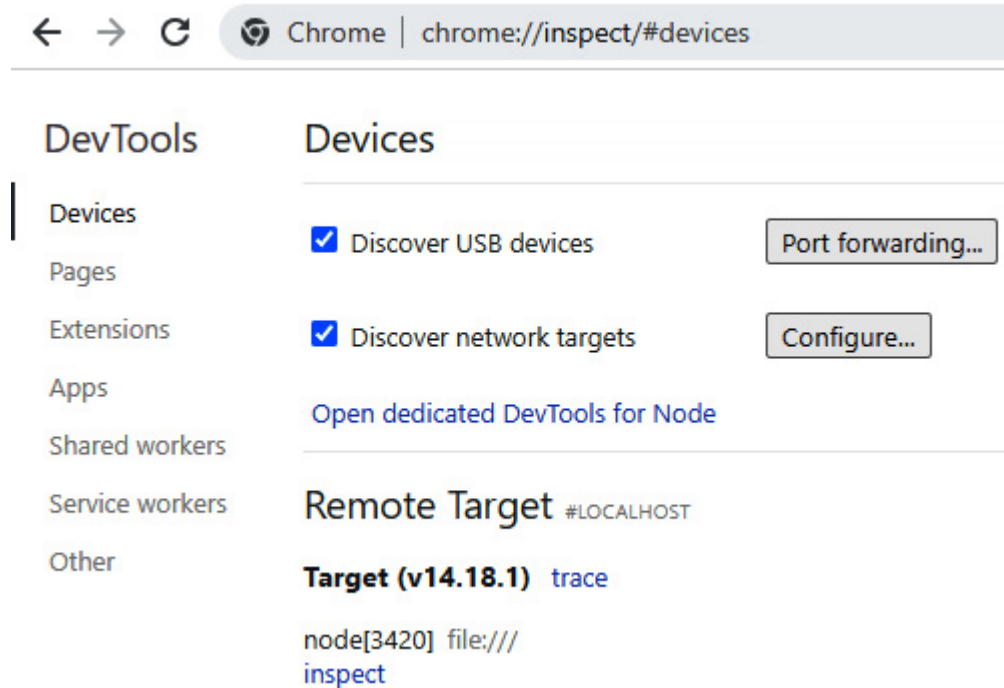 Chrome | chrome://inspect/#devices
DevTools
Devices
Pages
Extensions
Apps
Shared workers
Service workers
Other
Devices
Discover USB devices
Port forwarding...
Discover network targets
Configure...
Open dedicated DevTools for Node
Remote Target #LOCALHOST
Target (v14.18.1) trace
node[3420] file:///
inspect